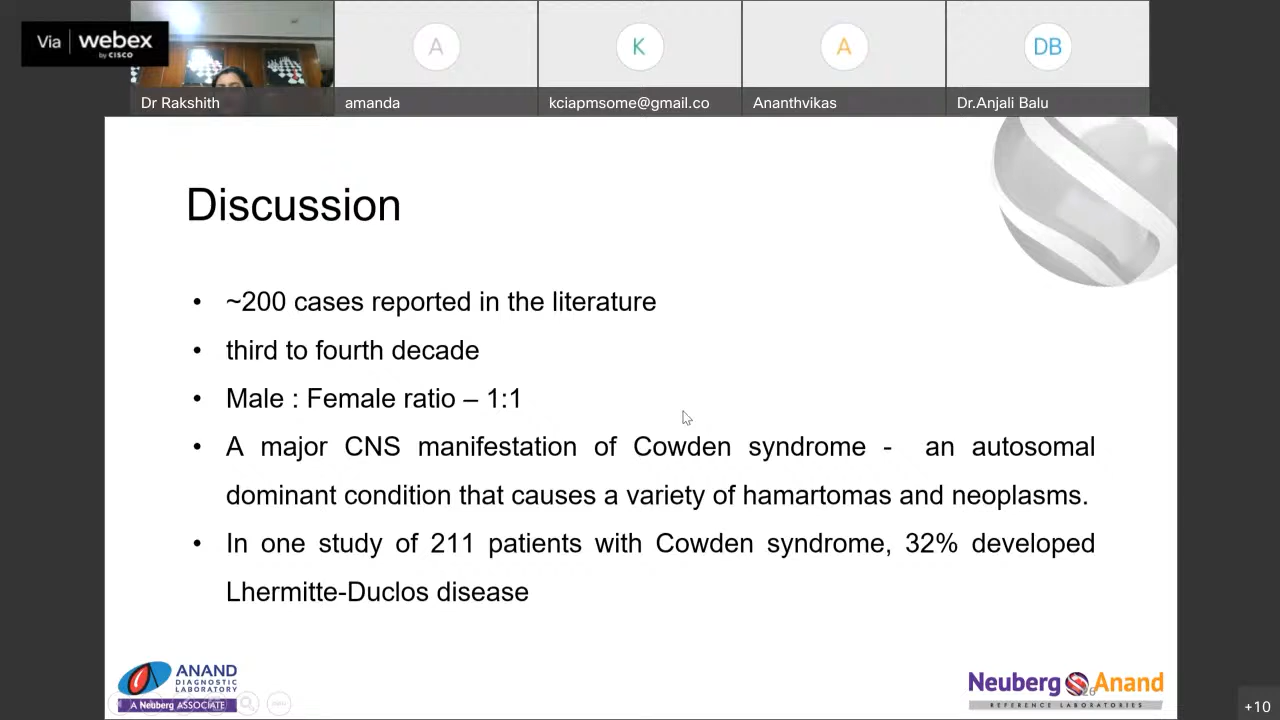 Via webex
by CISCO
A
K
A
DB
Dr Rakshith
amanda
kciapmsome@gmail.co
Ananthvikas
Dr.Anjali Balu
Discussion
• ~200 cases reported in the literature
• third to fourth decade
• Male : Female ratio – 1:1
• A major CNS manifestation of Cowden syndrome - an autosomal
dominant condition that causes a variety of hamartomas and neoplasms.
• In one study of 211 patients with Cowden syndrome, 32% developed
Lhermitte-Duclos disease
ANAND
DIAGNOSTIC
LABORATORY
A Neuberg ASSOCIATE
Neuberg Anand
REFERENCE LABORATORIES
+10